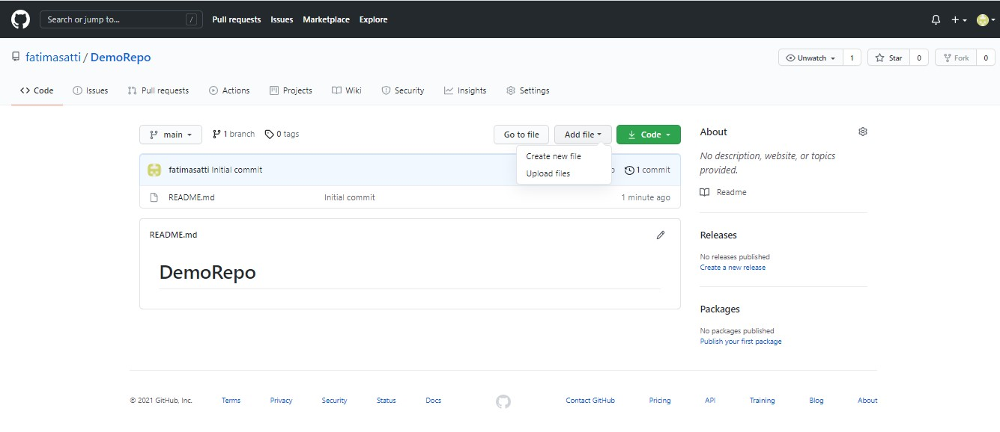 Search or jump to... /
Pull requests Issues Marketplace Explore
fatimasatti / DemoRepo
Unwatch 1 Star 0 Fork 0
Code Issues Pull requests Actions Projects Wiki Security Insights Settings
main 1 branch 0 tags Go to file Add file Code
Create new file
Upload files
fatimasatti Initial commit 1 commit
README.md Initial commit 1 minute ago
README.md
DemoRepo
About
No description, website, or topics
provided.
Readme
Releases
No releases published
Create a new release
Packages
No packages published
Publish your first package
© 2021 GitHub, Inc. Terms Privacy Security Status Docs Contact GitHub Pricing API Training Blog About